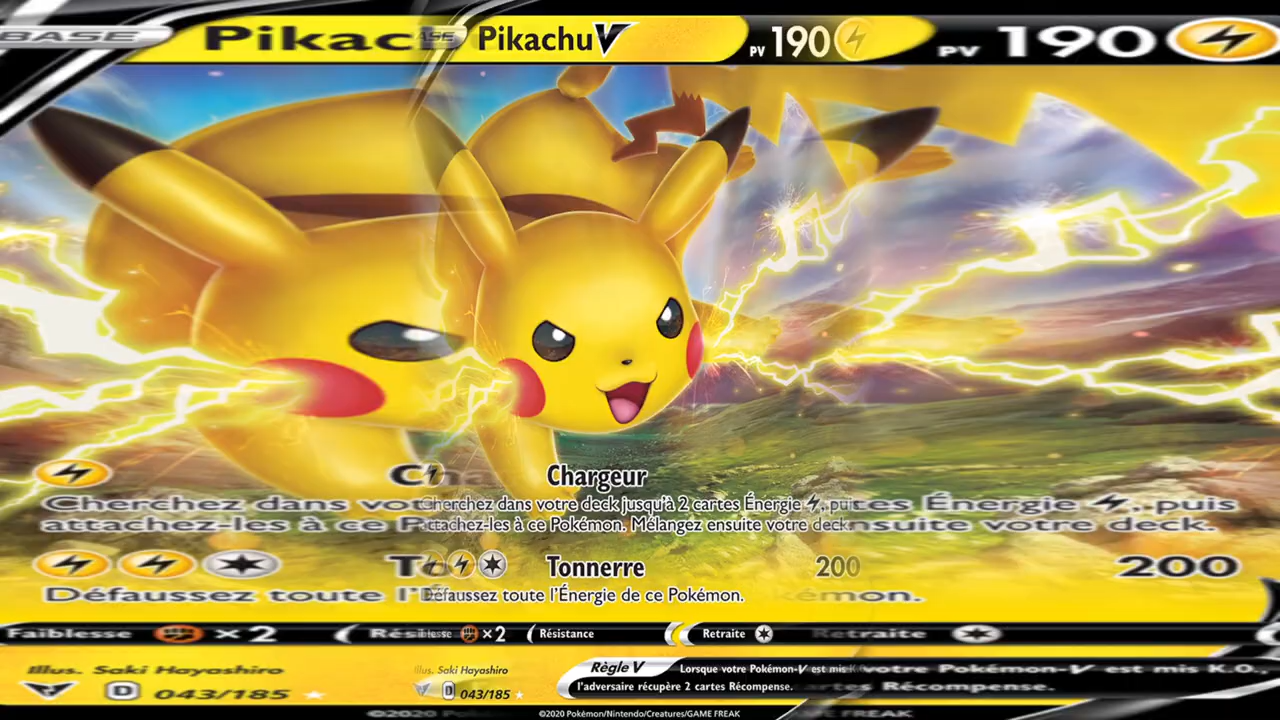 BASE Pikachu V PV 190 PV 190
Chargeur
Cherchez dans votre deck jusqu'à 2 cartes Énergie, puis
attachez-les à ce Pokémon. Mélangez ensuite votre deck.
Tonnerre 200 200
Défaussez toute l'Énergie de ce Pokémon.
Faiblesse ×2 Résistance Retraite Retraite
Illus. Saki Hayashiro Illus. Saki Hayashiro Règle V Lorsque votre Pokémon-V est mis K.O.,
D 043/185 D 043/185 l'adversaire récupère 2 cartes Récompense.
©2020 Pokémon/Nintendo/Creatures/GAME FREAK